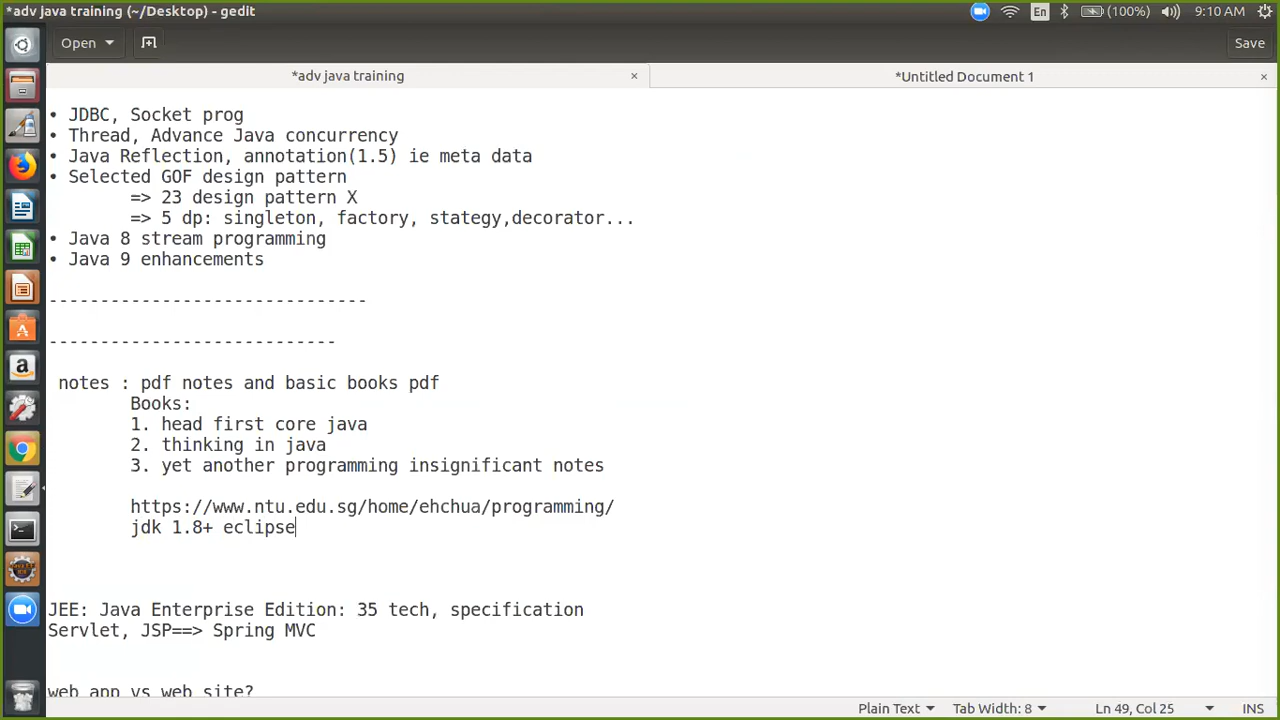 *adv java training (~/Desktop) - gedit
En
(100%)
9:10 AM
Open
Save
*adv java training
×
*Untitled Document 1
×
• JDBC, Socket prog
• Thread, Advance Java concurrency
• Java Reflection, annotation(1.5) ie meta data
• Selected GOF design pattern
=> 23 design pattern X
=> 5 dp: singleton, factory, stategy,decorator...
• Java 8 stream programming
• Java 9 enhancements
-------------------------------
----------------------------
notes : pdf notes and basic books pdf
Books:
1. head first core java
2. thinking in java
3. yet another programming insignificant notes
https://www.ntu.edu.sg/home/ehchua/programming/
jdk 1.8+ eclipse
JEE: Java Enterprise Edition: 35 tech, specification
Servlet, JSP==> Spring MVC
web app vs web site?
Plain Text
Tab Width: 8
Ln 49, Col 25
INS